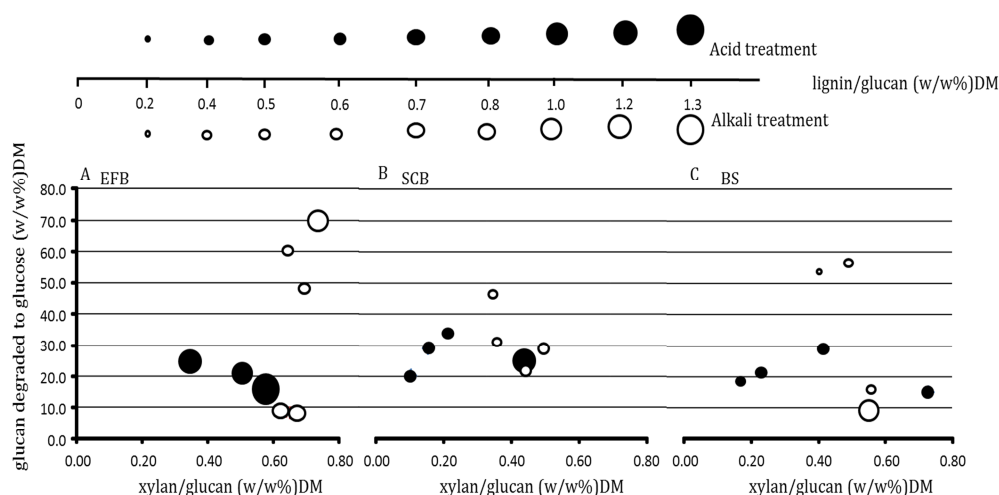 Acid treatment
lignin/glucan (w/w%)DM
0 0.2 0.4 0.5 0.6 0.7 0.8 1.0 1.2 1.3
Alkali treatment
A EFB B SCB C BS
glucan degraded to glucose (w/w%)DM
80.0
70.0
60.0
50.0
40.0
30.0
20.0
10.0
0.0
0.00 0.20 0.40 0.60 0.80 0.00 0.20 0.40 0.60 0.00 0.20 0.40 0.60 0.80
xylan/glucan (w/w%)DM xylan/glucan (w/w%)DM xylan/glucan (w/w%)DM